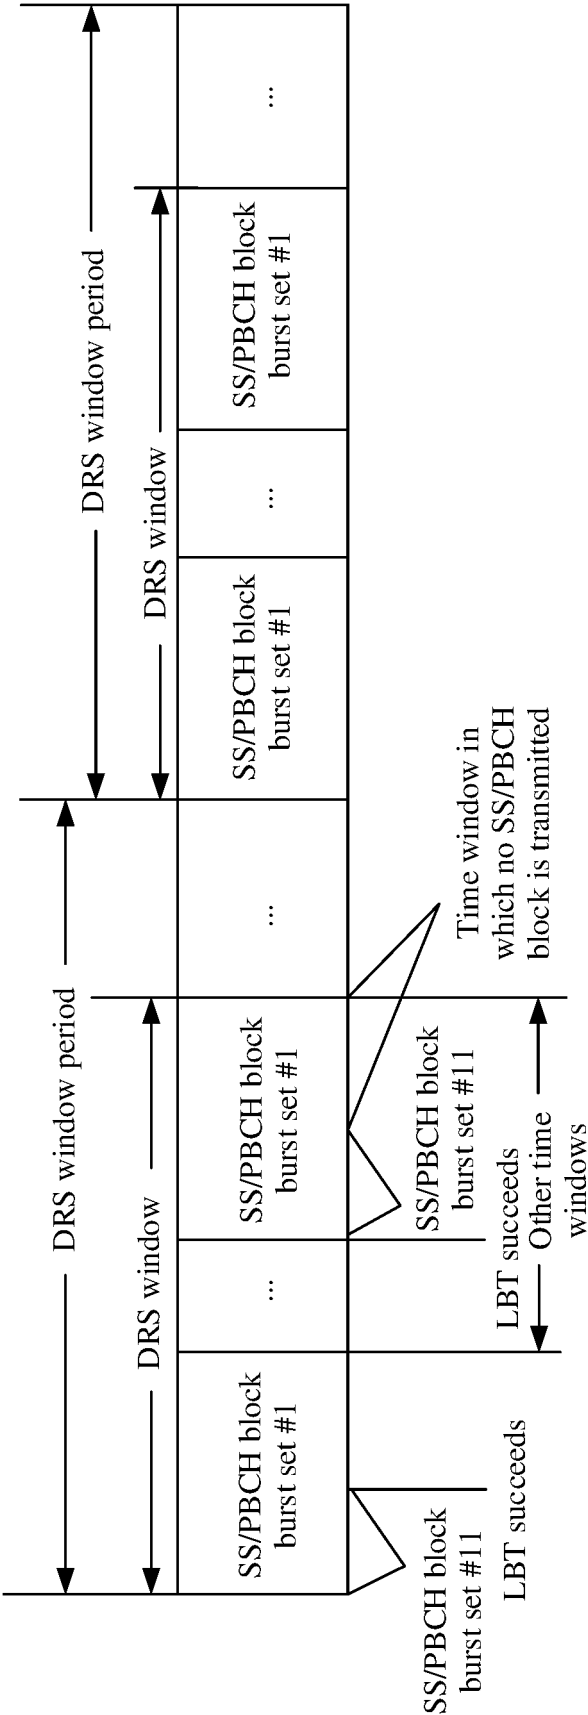 DRS window period
DRS window period
DRS window
DRS window
SS/PBCH block
burst set #1
...
SS/PBCH block
burst set #1
...
SS/PBCH block
burst set #1
...
SS/PBCH block
burst set #1
...
SS/PBCH block
burst set #11
LBT succeeds
SS/PBCH block
burst set #11
LBT succeeds
Other time
windows
Time window in
which no SS/PBCH
block is transmitted